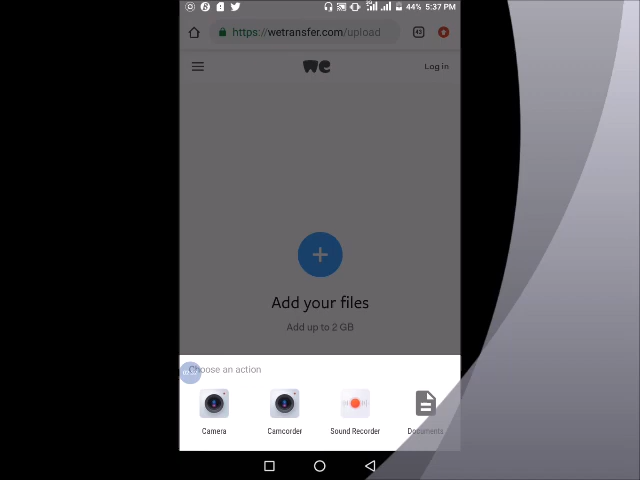 44% 5:37 PM
https://wetransfer.com/upload
we
Log in
Add your files
Add up to 2 GB
Choose an action
Camera Camcorder Sound Recorder Documents